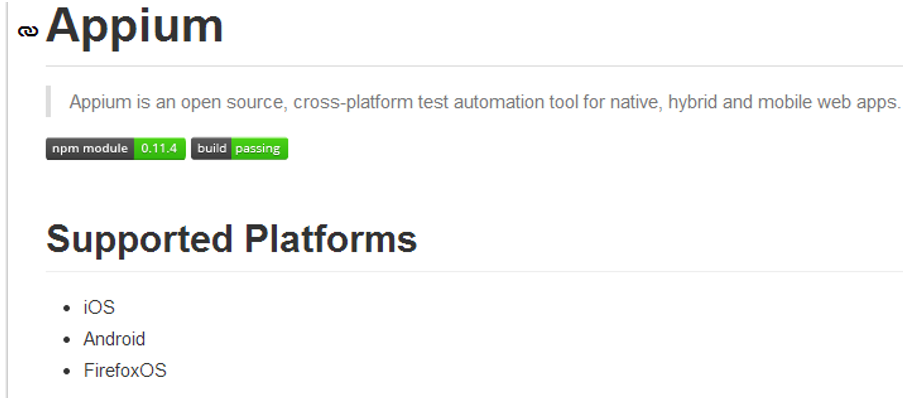 Appium
Appium is an open source, cross-platform test automation tool for native, hybrid and mobile web apps.
npm module 0.11.4 build passing
Supported Platforms
• iOS
• Android
• FirefoxOS